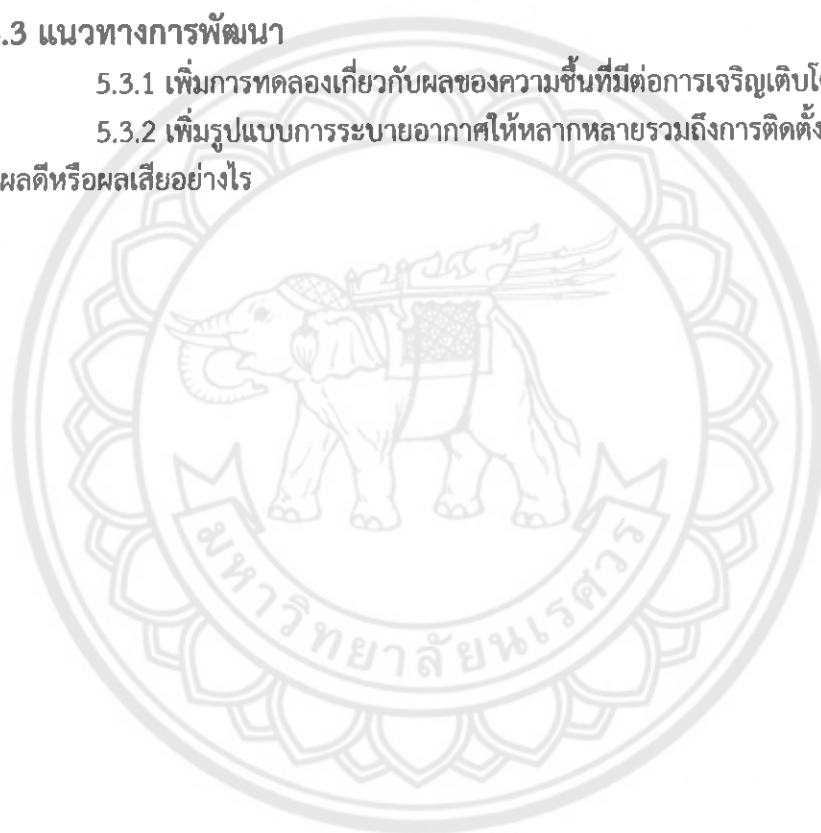 .3 แนวทางการพัฒนา
5.3.1 เพิ่มการทดลองเกี่ยวกับผลของความชื้นที่มีต่อการเจริญเติบโ
5.3.2 เพิ่มรูปแบบการระบายอากาศให้หลากหลายรวมถึงการติดตั้ง
ผลดีหรือผลเสียอย่างไร
มหาวิทยาลัยนเรศวร